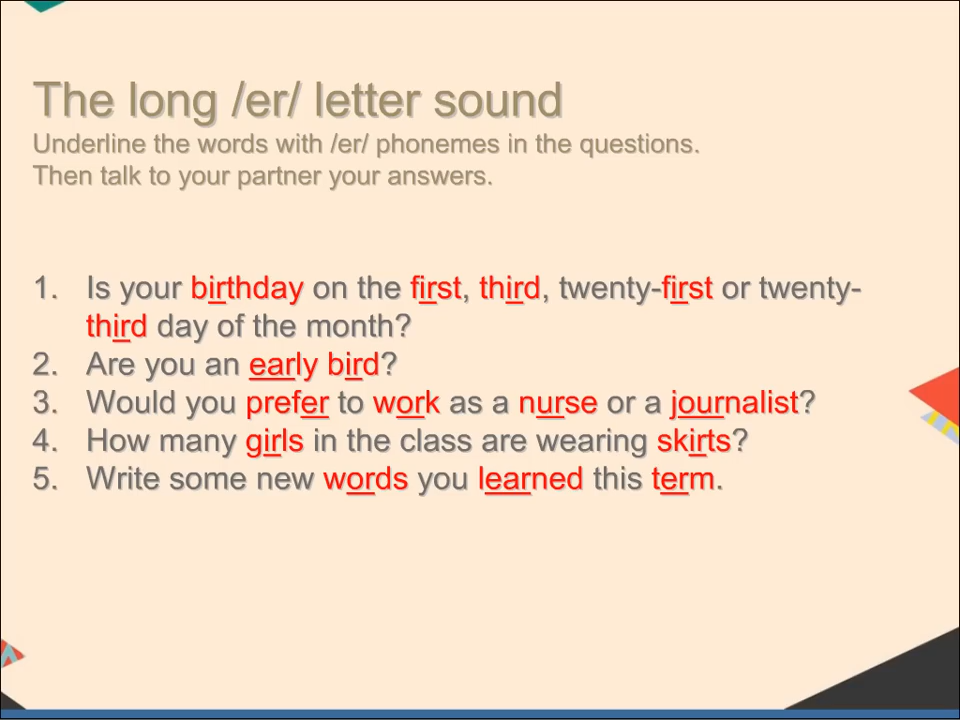 The long /er/ letter sound
Underline the words with /er/ phonemes in the questions.
Then talk to your partner your answers.
1. Is your birthday on the first, third, twenty-first or twenty-
third day of the month?
2. Are you an early bird?
3. Would you prefer to work as a nurse or a journalist?
4. How many girls in the class are wearing skirts?
5. Write some new words you learned this term.